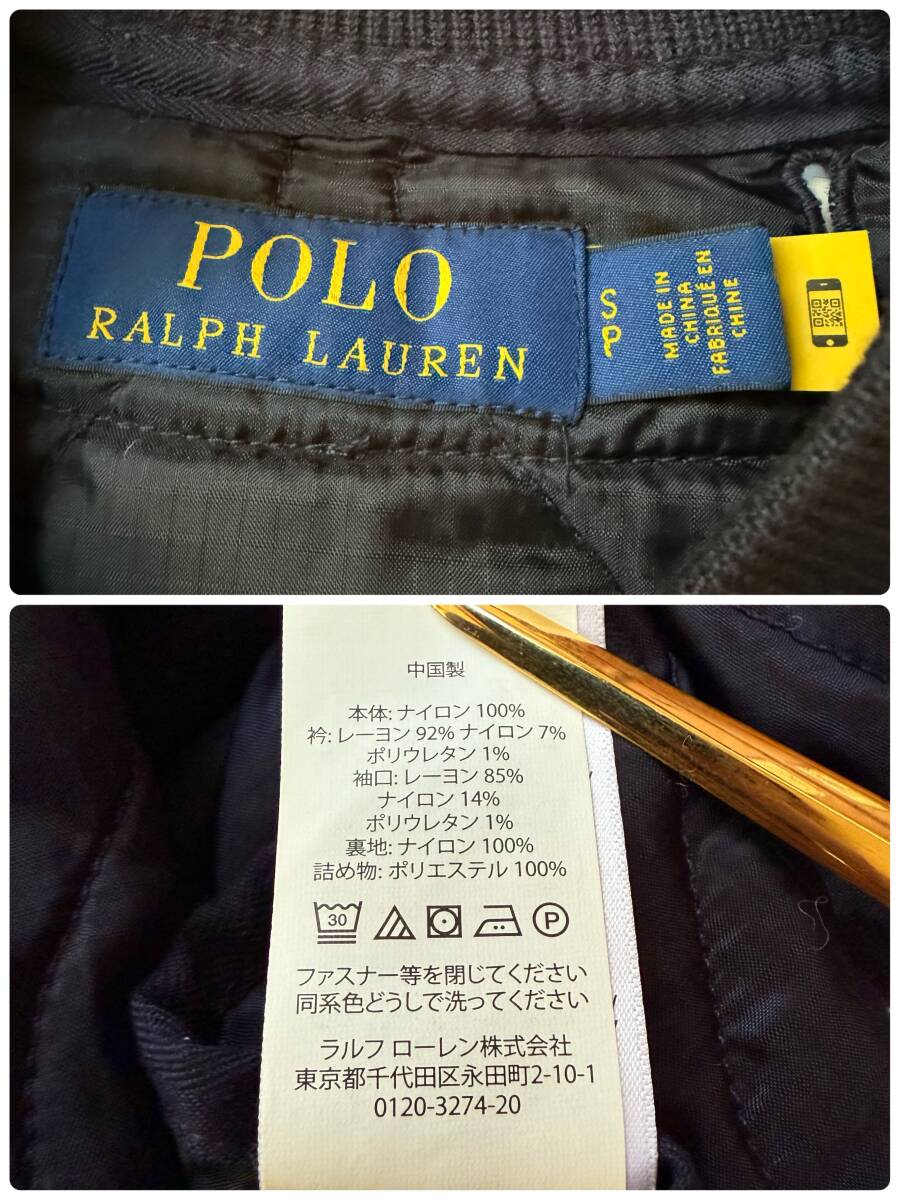 POLO
RALPH LAUREN
S
P
MADE IN
CHINA
FABRIQUÉ EN
CHINE
中国製
本体: ナイロン 100%
衿: レーヨン 92% ナイロン 7%
ポリウレタン 1%
袖口: レーヨン 85%
ナイロン 14%
ポリウレタン 1%
裏地: ナイロン 100%
詰め物: ポリエステル 100%
30
P
ファスナー等を閉じてください
同系色どうしで洗ってください
ラルフ ローレン株式会社
東京都千代田区永田町2-10-1
0120-3274-20